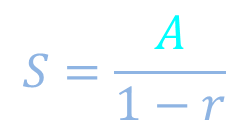 S = A / (1 − r)